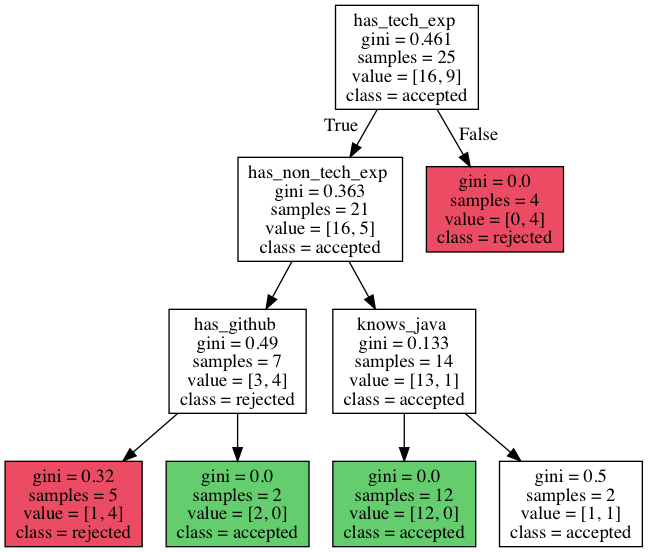 has_tech_exp
gini = 0.461
samples = 25
value = [16, 9]
class = accepted
True
False
has_non_tech_exp
gini = 0.363
samples = 21
value = [16, 5]
class = accepted
gini = 0.0
samples = 4
value = [0, 4]
class = rejected
has_github
gini = 0.49
samples = 7
value = [3, 4]
class = rejected
knows_java
gini = 0.133
samples = 14
value = [13, 1]
class = accepted
gini = 0.32
samples = 5
value = [1, 4]
class = rejected
gini = 0.0
samples = 2
value = [2, 0]
class = accepted
gini = 0.0
samples = 12
value = [12, 0]
class = accepted
gini = 0.5
samples = 2
value = [1, 1]
class = accepted